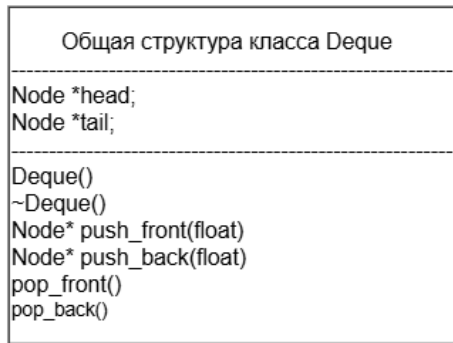 Общая структура класса Deque
Node *head;
Node *tail;
Deque()
~Deque()
Node* push_front(float)
Node* push_back(float)
pop_front()
pop_back()